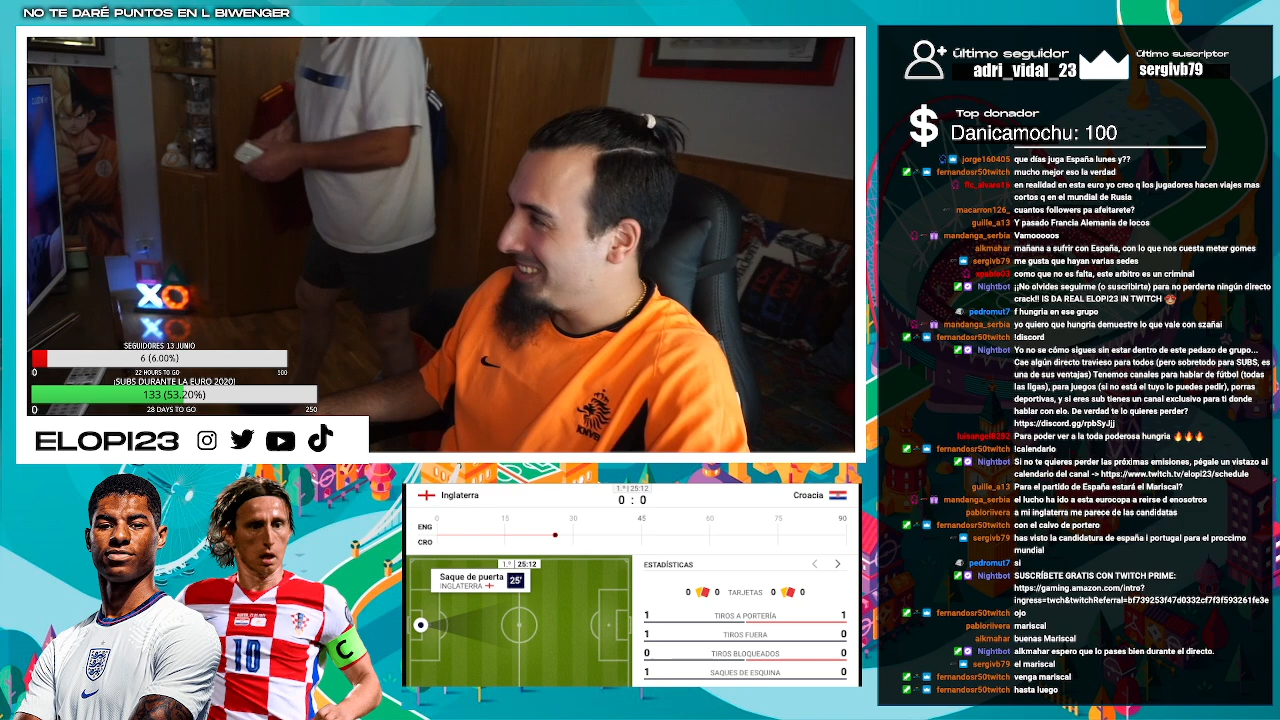 NO TE DARÉ PUNTOS EN L BIWENGER
SEGUIDORES 13 JUNIO
6 (6.00%)
0 22 HOURS TO GO 100
¡SUBS DURANTE LA EURO 2020!
133 (53.20%)
0 28 DAYS TO GO 250
ELOPI23
KNVB
Último seguidor
adri_vidal_23
Último suscriptor
sergivb79
Top donador
Danicamochu: 100
jorge160405 que días juga España lunes y??
fernandosr50twitch mucho mejor eso la verdad
en realidad en esta euro yo creo q los jugadores hacen viajes mas
cortos q en el mundial de Rusia
macarron126_ cuantos followers pa afeitarete?
guille_a13 Y pasado Francia Alemania de locos
mandanga_serbia Vamooooos
alkmahar mañana a sufrir con España, con lo que nos cuesta meter gomes
sergivb79 me gusta que hayan varias sedes
como que no es falta, este arbitro es un criminal
Nightbot ¡¡No olvides seguirme (o suscribirte) para no perderte ningún directo
crack!! IS DA REAL ELOPI23 IN TWITCH
pedromut7 f hungria en ese grupo
mandanga_serbia yo quiero que hungria demuestre lo que vale con szañai
fernandosr50twitch !discord
Nightbot Yo no se cómo sigues sin estar dentro de este pedazo de grupo...
Cae algún directo travieso para todos (pero sobretodo para SUBS, es
una de sus ventajas) Tenemos canales para hablar de fútbol (todas
las ligas), para juegos (si no está el tuyo lo puedes pedir), porras
deportivas, y si eres sub tienes un canal exclusivo para ti donde
hablar con elo. De verdad te lo quieres perder?
https://discord.gg/rpbSyJjj
luisangel8282 Para poder ver a la toda poderosa hungria 🔥🔥🔥
fernandosr50twitch !calendario
Nightbot Si no te quieres perder las próximas emisiones, pégale un vistazo al
calendario del canal -> https://www.twitch.tv/elopi23/schedule
guille_a13 Para el partido de España estará el Mariscal?
mandanga_serbia el lucho ha ido a esta eurocopa a reirse d enosotros
pabloriivera a mi inglaterra me parece de las candidatas
fernandosr50twitch con el calvo de portero
sergivb79 has visto la candidatura de españa i portugal per el proccimo
mundial
pedromut7 si
Nightbot SUSCRÍBETE GRATIS CON TWITCH PRIME:
https://gaming.amazon.com/intro?
ingress=twch&twitchReferral=bf739253f47d0332cf7f3f593261fe3e
fernandosr50twitch ojo
pabloriivera mariscal
alkmahar buenas Mariscal
Nightbot alkmahar espero que lo pases bien durante el directo.
sergivb79 el mariscal
fernandosr50twitch venga mariscal
fernandosr50twitch hasta luego
Inglaterra 1.º | 25:12 Croacia
0 : 0
0 15 30 45 60 75 90
ENG
CRO
1.º 25:12
Saque de puerta 25'
INGLATERRA
ESTADÍSTICAS
0 0 TARJETAS 0 0
1 TIROS A PORTERÍA 1
1 TIROS FUERA 0
0 TIROS BLOQUEADOS 0
1 SAQUES DE ESQUINA 0
10
C